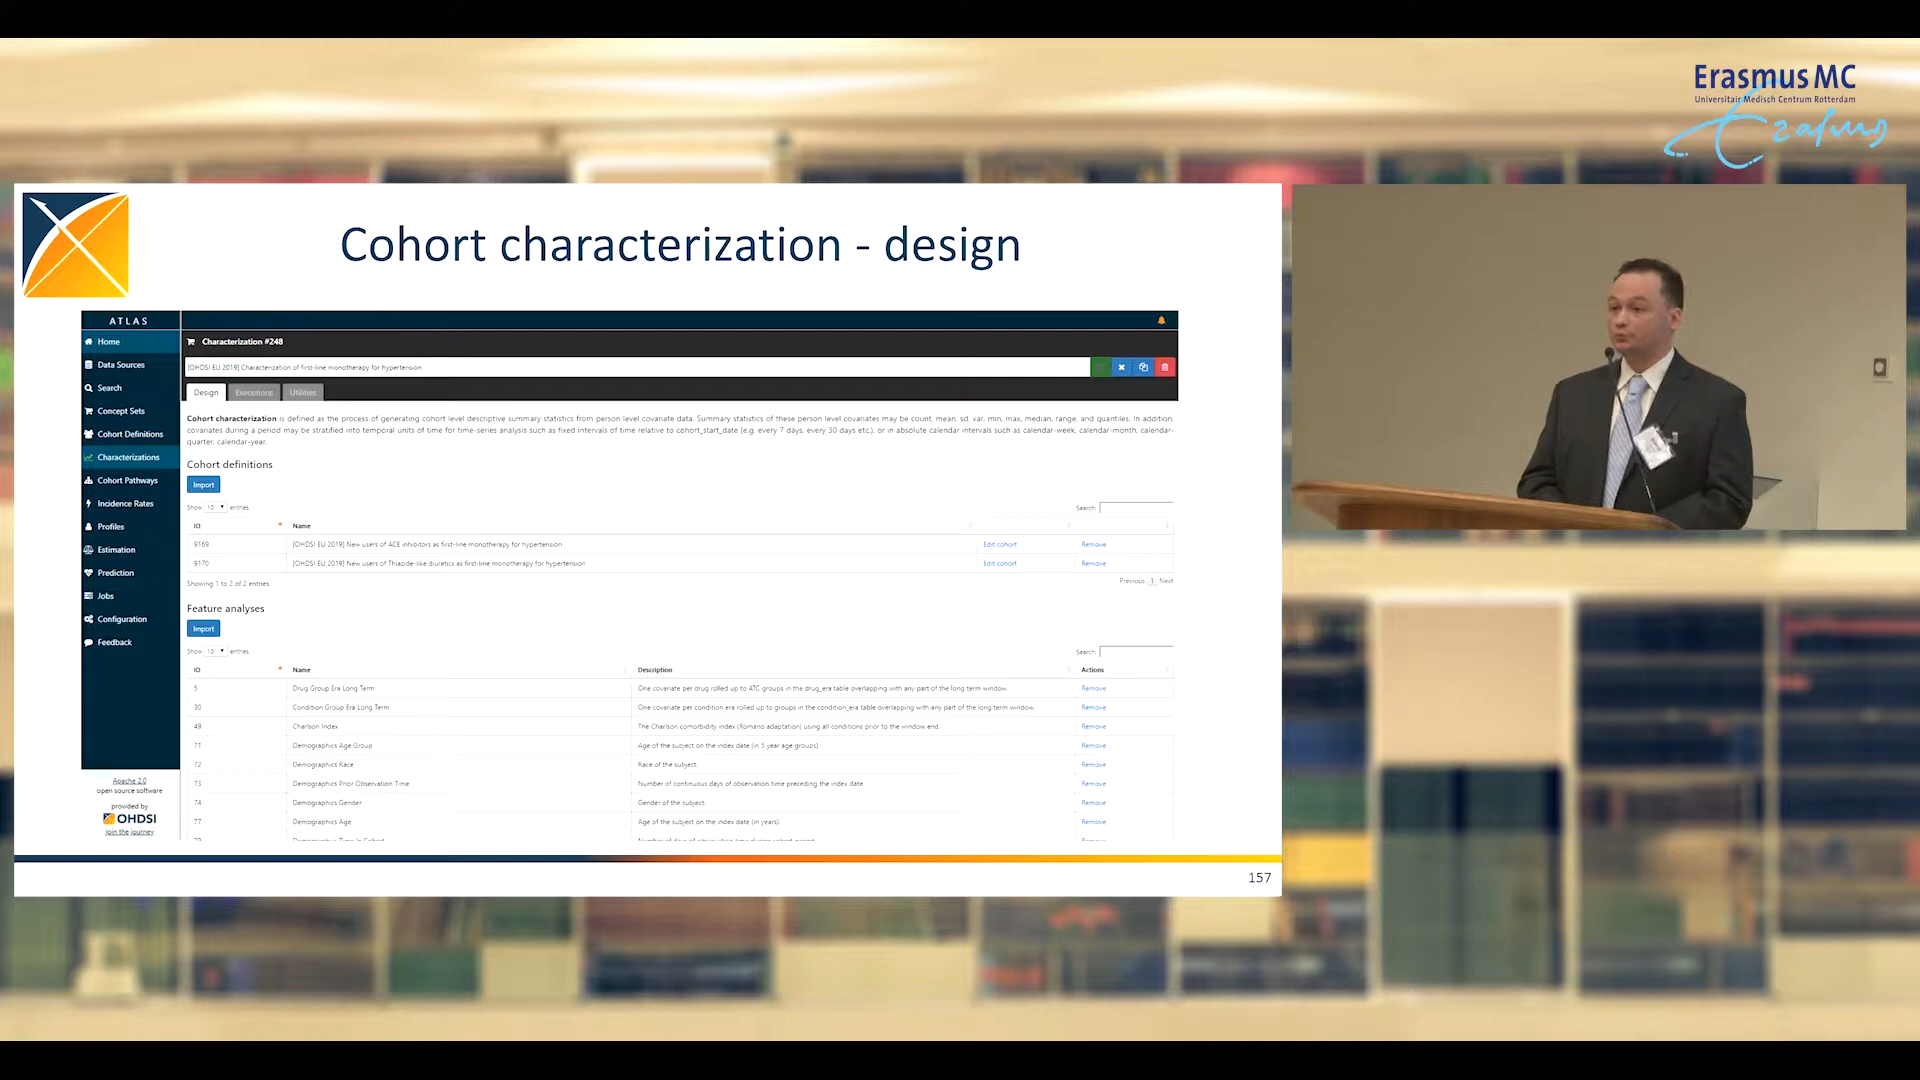 Erasmus MC
Universitair Medisch Centrum Rotterdam
Erasmus
Cohort characterization - design
ATLAS
Home
Data Sources
Search
Concept Sets
Cohort Definitions
Characterizations
Cohort Pathways
Incidence Rates
Profiles
Estimation
Prediction
Jobs
Configuration
Feedback
Apache 2.0
open source software
provided by
OHDSI
join the journey
Characterization #248
[OHDSI EU 2019] Characterization of first-line monotherapy for hypertension
Design Executions Utilities
Cohort characterization is defined as the process of generating cohort level descriptive summary statistics from person level covariate data. Summary statistics of these person level covariates may be count, mean, sd, var, min, max, median, range, and quantiles. In addition,
covariates during a period may be stratified into temporal units of time for time-series analysis such as fixed intervals of time relative to cohort_start_date (e.g. every 7 days, every 30 days etc.), or in absolute calendar intervals such as calendar-week, calendar-month, calendar-
quarter, calendar-year.
Cohort definitions
Import
Show 10 entries Search:
ID Name
9169 [OHDSI EU 2019] New users of ACE inhibitors as first-line monotherapy for hypertension Edit cohort Remove
9170 [OHDSI EU 2019] New users of Thiazide-like diuretics as first-line monotherapy for hypertension Edit cohort Remove
Showing 1 to 2 of 2 entries Previous 1 Next
Feature analyses
Import
Show 10 entries Search:
ID Name Description Actions
5 Drug Group Era Long Term One covariate per drug rolled up to ATC groups in the drug_era table overlapping with any part of the long term window. Remove
30 Condition Group Era Long Term One covariate per condition era rolled up to groups in the condition_era table overlapping with any part of the long term window. Remove
49 Charlson Index The Charlson comorbidity index (Romano adaptation) using all conditions prior to the window end. Remove
71 Demographics Age Group Age of the subject on the index date (in 5 year age groups) Remove
72 Demographics Race Race of the subject. Remove
73 Demographics Prior Observation Time Number of continuous days of observation time preceding the index date. Remove
74 Demographics Gender Gender of the subject. Remove
77 Demographics Age Age of the subject on the index date (in years). Remove
157